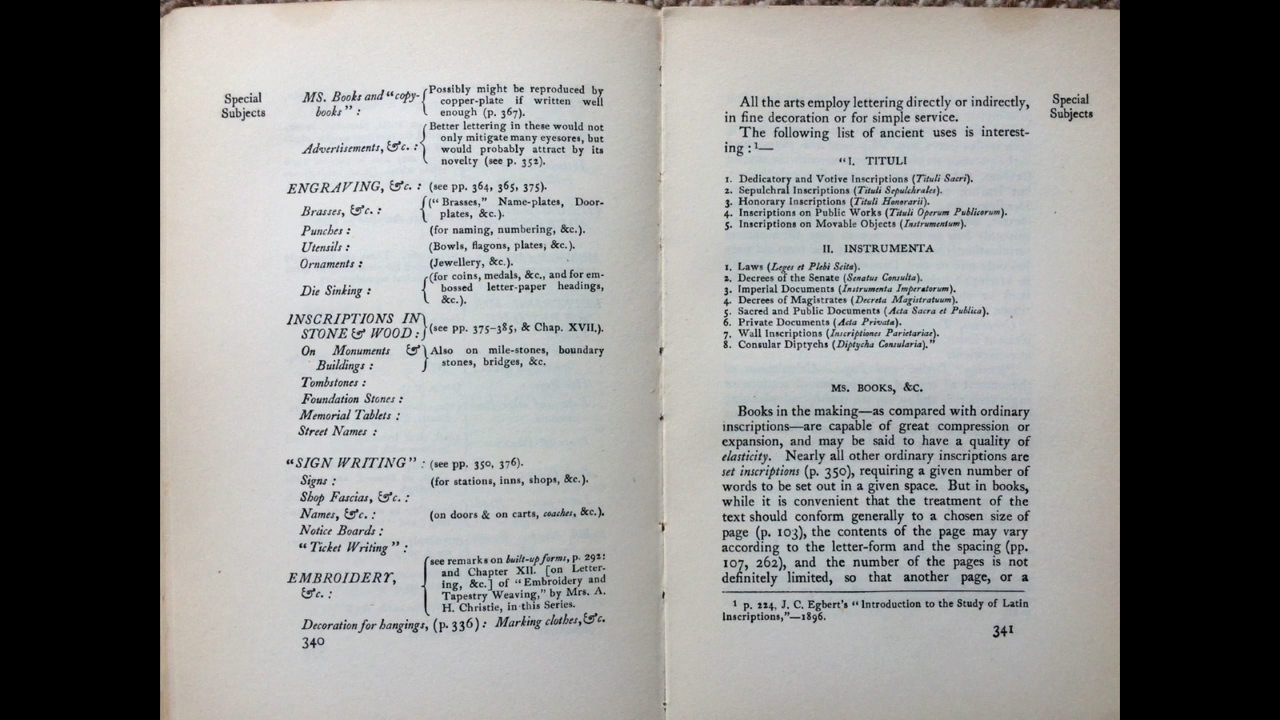 Special
Subjects
MS. Books and "copy-
books" :
Possibly might be reproduced by
copper-plate if written well
enough (p. 367).
Advertisements, &c. :
Better lettering in these would not
only mitigate many eyesores, but
would probably attract by its
novelty (see p. 352).
ENGRAVING, &c. : (see pp. 364, 365, 375).
Brasses, &c. :
("Brasses," Name-plates, Door-
plates, &c.).
Punches : (for naming, numbering, &c.).
Utensils : (Bowls, flagons, plates, &c.).
Ornaments : (Jewellery, &c.).
Die Sinking :
(for coins, medals, &c., and for em-
bossed letter-paper headings,
&c.).
INSCRIPTIONS IN
STONE & WOOD :
(see pp. 375-385, & Chap. XVII.).
On Monuments &
Buildings :
Also on mile-stones, boundary
stones, bridges, &c.
Tombstones :
Foundation Stones :
Memorial Tablets :
Street Names :
"SIGN WRITING" : (see pp. 350, 376).
Signs : (for stations, inns, shops, &c.).
Shop Fascias, &c. :
Names, &c. : (on doors & on carts, coaches, &c.).
Notice Boards :
"Ticket Writing" :
EMBROIDERY,
&c. :
see remarks on built-up forms, p. 292:
and Chapter XII. [on Letter-
ing, &c.] of "Embroidery and
Tapestry Weaving," by Mrs. A.
H. Christie, in this Series.
Decoration for hangings, (p. 336) : Marking clothes, &c.
340
Special
Subjects
All the arts employ lettering directly or indirectly,
in fine decoration or for simple service.
The following list of ancient uses is interest-
ing :¹—
"I. TITULI
1. Dedicatory and Votive Inscriptions (Tituli Sacri).
2. Sepulchral Inscriptions (Tituli Sepulchrales).
3. Honorary Inscriptions (Tituli Honorarii).
4. Inscriptions on Public Works (Tituli Operum Publicorum).
5. Inscriptions on Movable Objects (Instrumentum).
II. INSTRUMENTA
1. Laws (Leges et Plebi Scita).
2. Decrees of the Senate (Senatus Consulta).
3. Imperial Documents (Instrumenta Imperatorum).
4. Decrees of Magistrates (Decreta Magistratuum).
5. Sacred and Public Documents (Acta Sacra et Publica).
6. Private Documents (Acta Privata).
7. Wall Inscriptions (Inscriptiones Parietariae).
8. Consular Diptychs (Diptycha Consularia)."
MS. BOOKS, &C.
Books in the making—as compared with ordinary
inscriptions—are capable of great compression or
expansion, and may be said to have a quality of
elasticity. Nearly all other ordinary inscriptions are
set inscriptions (p. 350), requiring a given number of
words to be set out in a given space. But in books,
while it is convenient that the treatment of the
text should conform generally to a chosen size of
page (p. 103), the contents of the page may vary
according to the letter-form and the spacing (pp.
107, 262), and the number of the pages is not
definitely limited, so that another page, or a
¹ p. 224, J. C. Egbert's "Introduction to the Study of Latin
Inscriptions,"—1896.
341